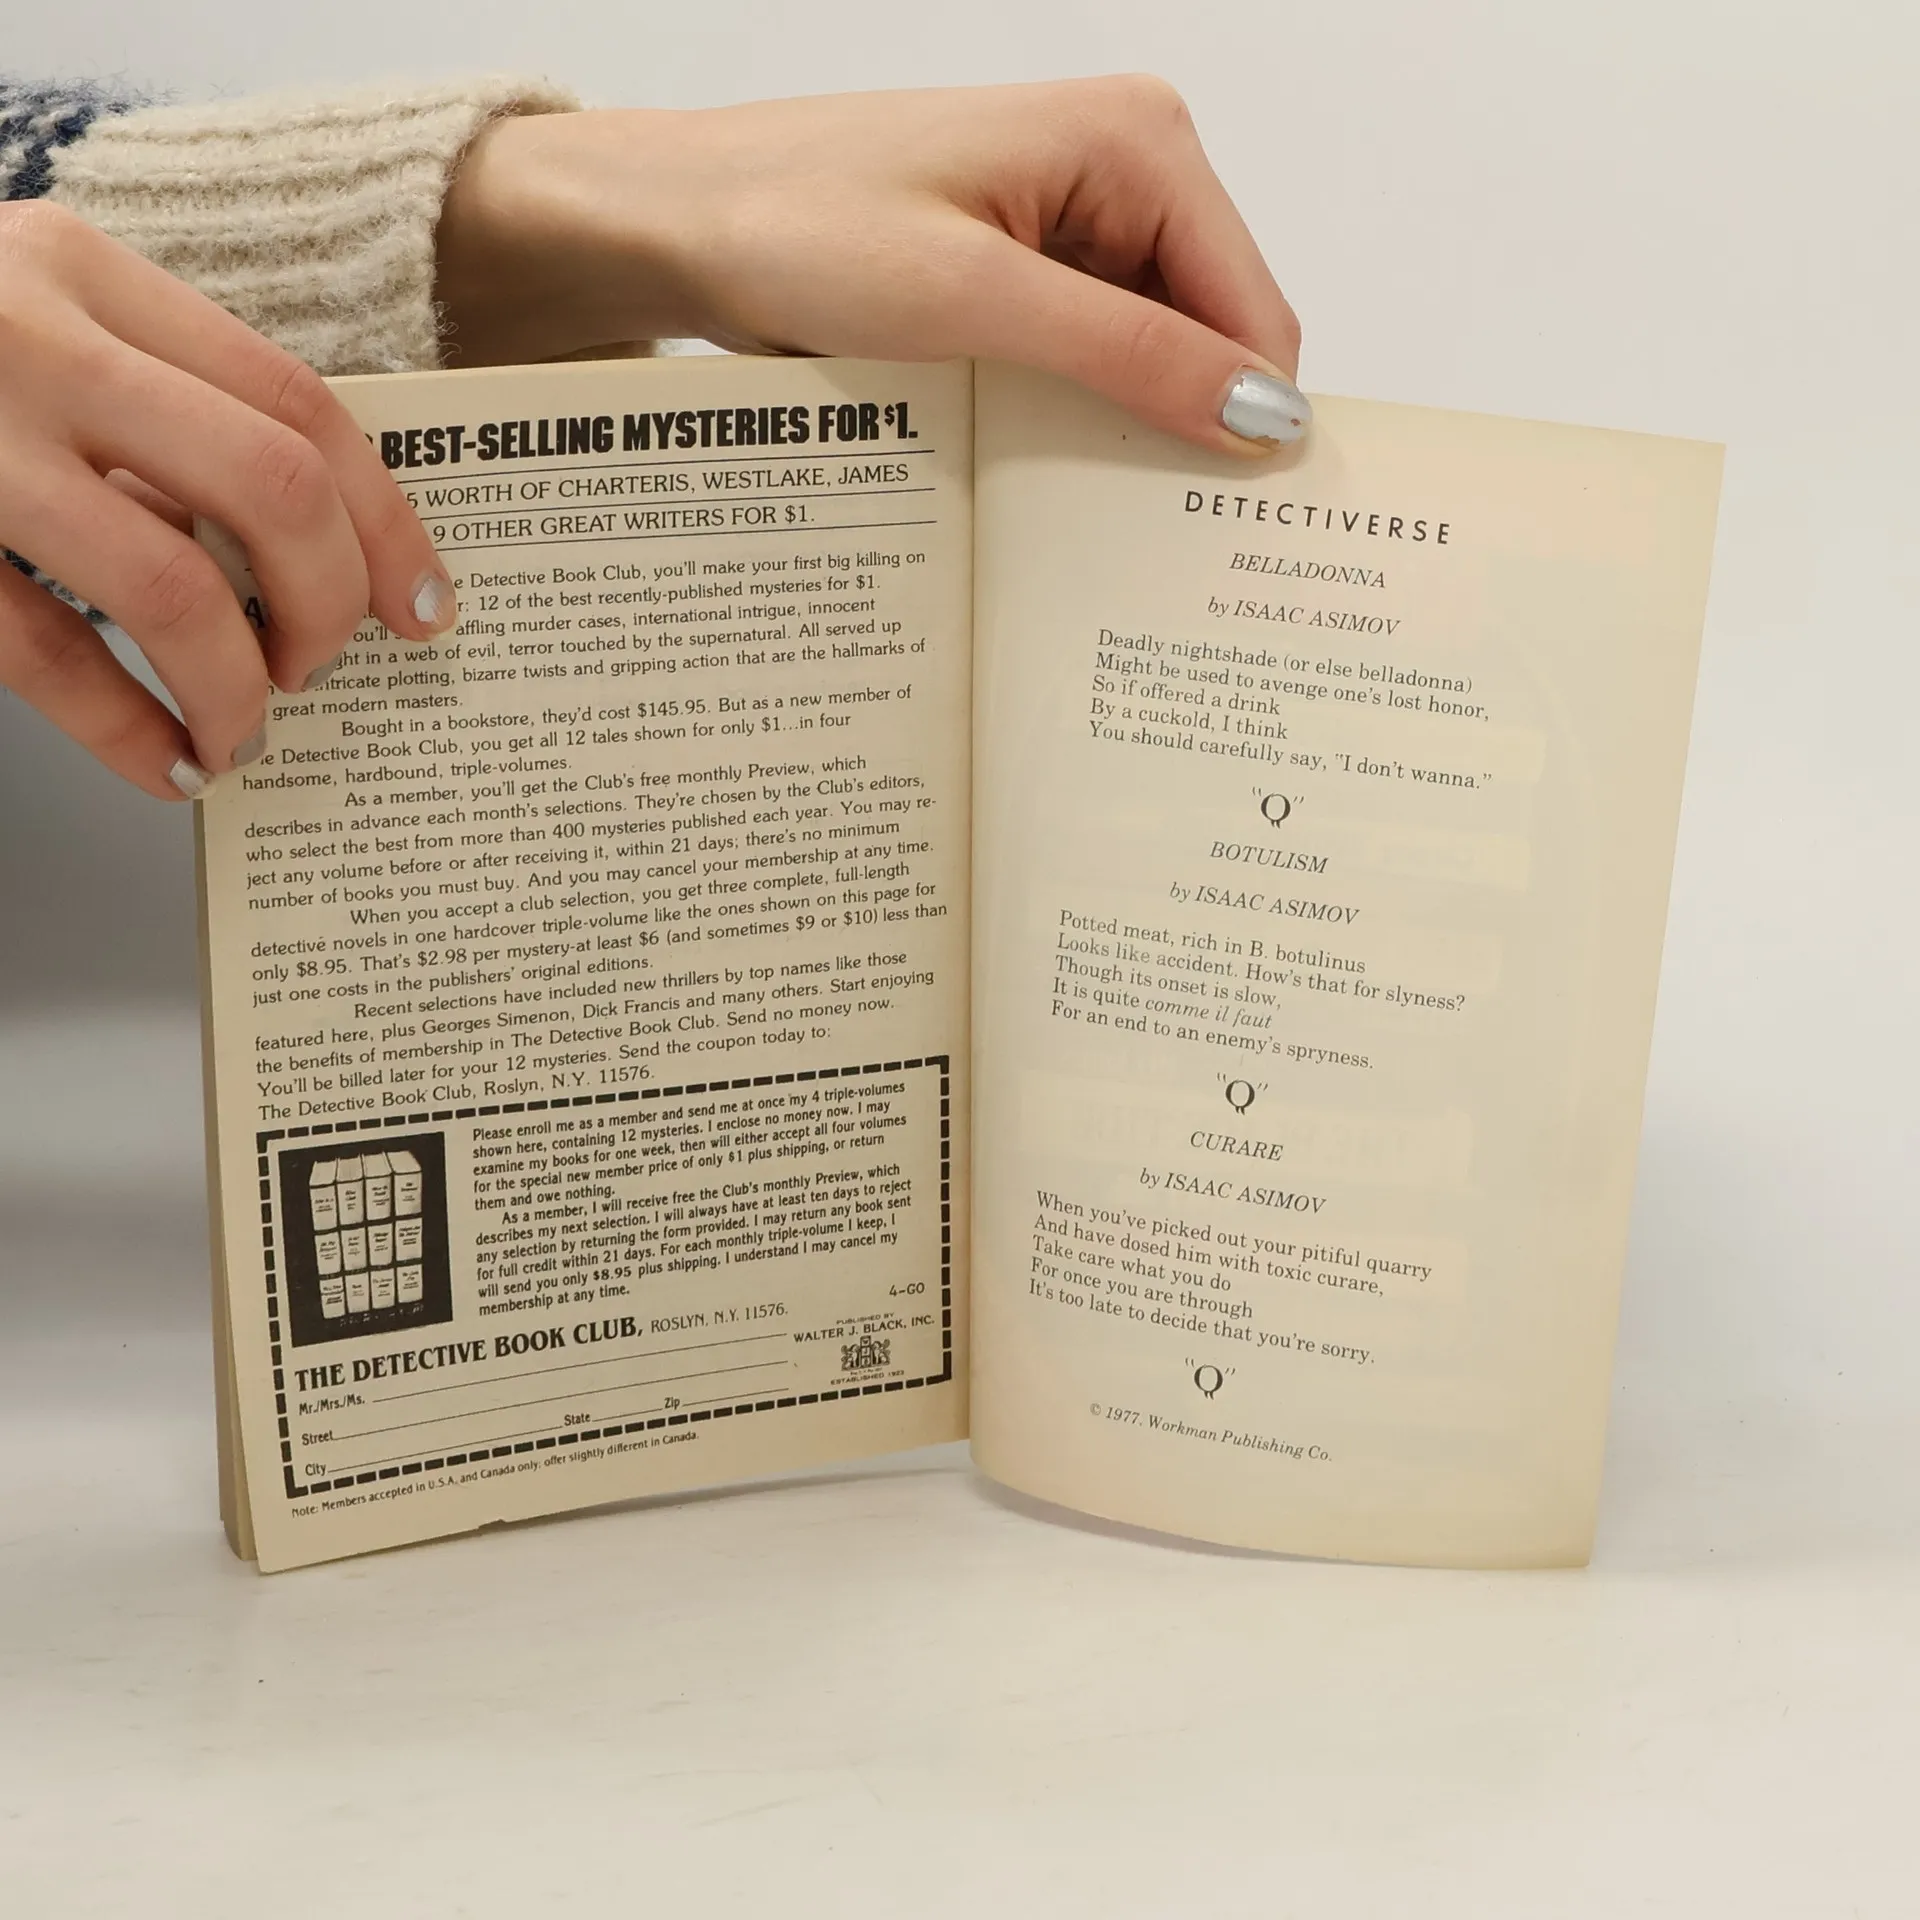 BEST-SELLING MYSTERIES FOR $1.
5 WORTH OF CHARTERIS, WESTLAKE, JAMES
9 OTHER GREAT WRITERS FOR $1.
Detective Book Club, you'll make your first big killing on
12 of the best recently-published mysteries for $1.
murder cases, international intrigue, innocent
in a web of evil, terror touched by the supernatural. All served up
plotting, bizarre twists and gripping action that are the hallmarks of
great modern masters.
Bought in a bookstore, they'd cost $145.95. But as a new member of
Detective Book Club, you get all 12 tales shown for only $1...in four
handsome, hardbound, triple-volumes.
As a member, you'll get the Club's free monthly Preview, which
describes in advance each month's selections. They're chosen by the Club's editors,
who select the best from more than 400 mysteries published each year. You may re-
ject any volume before or after receiving it, within 21 days; there's no minimum
number of books you must buy. And you may cancel your membership at any time.
When you accept a club selection, you get three complete, full-length
detective novels in one hardcover triple-volume like the ones shown on this page for
only $8.95. That's $2.98 per mystery-at least $6 (and sometimes $9 or $10) less than
just one costs in the publishers' original editions.
Recent selections have included new thrillers by top names like those
featured here, plus Georges Simenon, Dick Francis and many others. Start enjoying
the benefits of membership in The Detective Book Club. Send no money now.
You'll be billed later for your 12 mysteries. Send the coupon today to:
The Detective Book Club, Roslyn, N.Y. 11576.
Please enroll me as a member and send me at once my 4 triple-volumes
shown here, containing 12 mysteries. I enclose no money now. I may
examine my books for one week, then will either accept all four volumes
for the special new member price of only $1 plus shipping, or return
them and owe nothing.
As a member, I will receive free the Club's monthly Preview, which
describes my next selection. I will always have at least ten days to reject
any selection by returning the form provided. I may return any book sent
for full credit within 21 days. For each monthly triple-volume I keep, I
will send you only $8.95 plus shipping. I understand I may cancel my
membership at any time.
4-GO
THE DETECTIVE BOOK CLUB, ROSLYN, N.Y. 11576.
PUBLISHED BY
WALTER J. BLACK, INC.
ESTABLISHED 1923
Mr./Mrs./Ms.
Street
City State Zip
Note: Members accepted in U.S.A. and Canada only; offer slightly different in Canada.
DETECTIVERSE
BELLADONNA
by ISAAC ASIMOV
Deadly nightshade (or else belladonna)
Might be used to avenge one's lost honor,
So if offered a drink
By a cuckold, I think
You should carefully say, "I don't wanna."
"Q"
BOTULISM
by ISAAC ASIMOV
Potted meat, rich in B. botulinus
Looks like accident. How's that for slyness?
Though its onset is slow,
It is quite comme il faut
For an end to an enemy's spryness.
"Q"
CURARE
by ISAAC ASIMOV
When you've picked out your pitiful quarry
And have dosed him with toxic curare,
Take care what you do
For once you are through
It's too late to decide that you're sorry.
"Q"
© 1977, Workman Publishing Co.